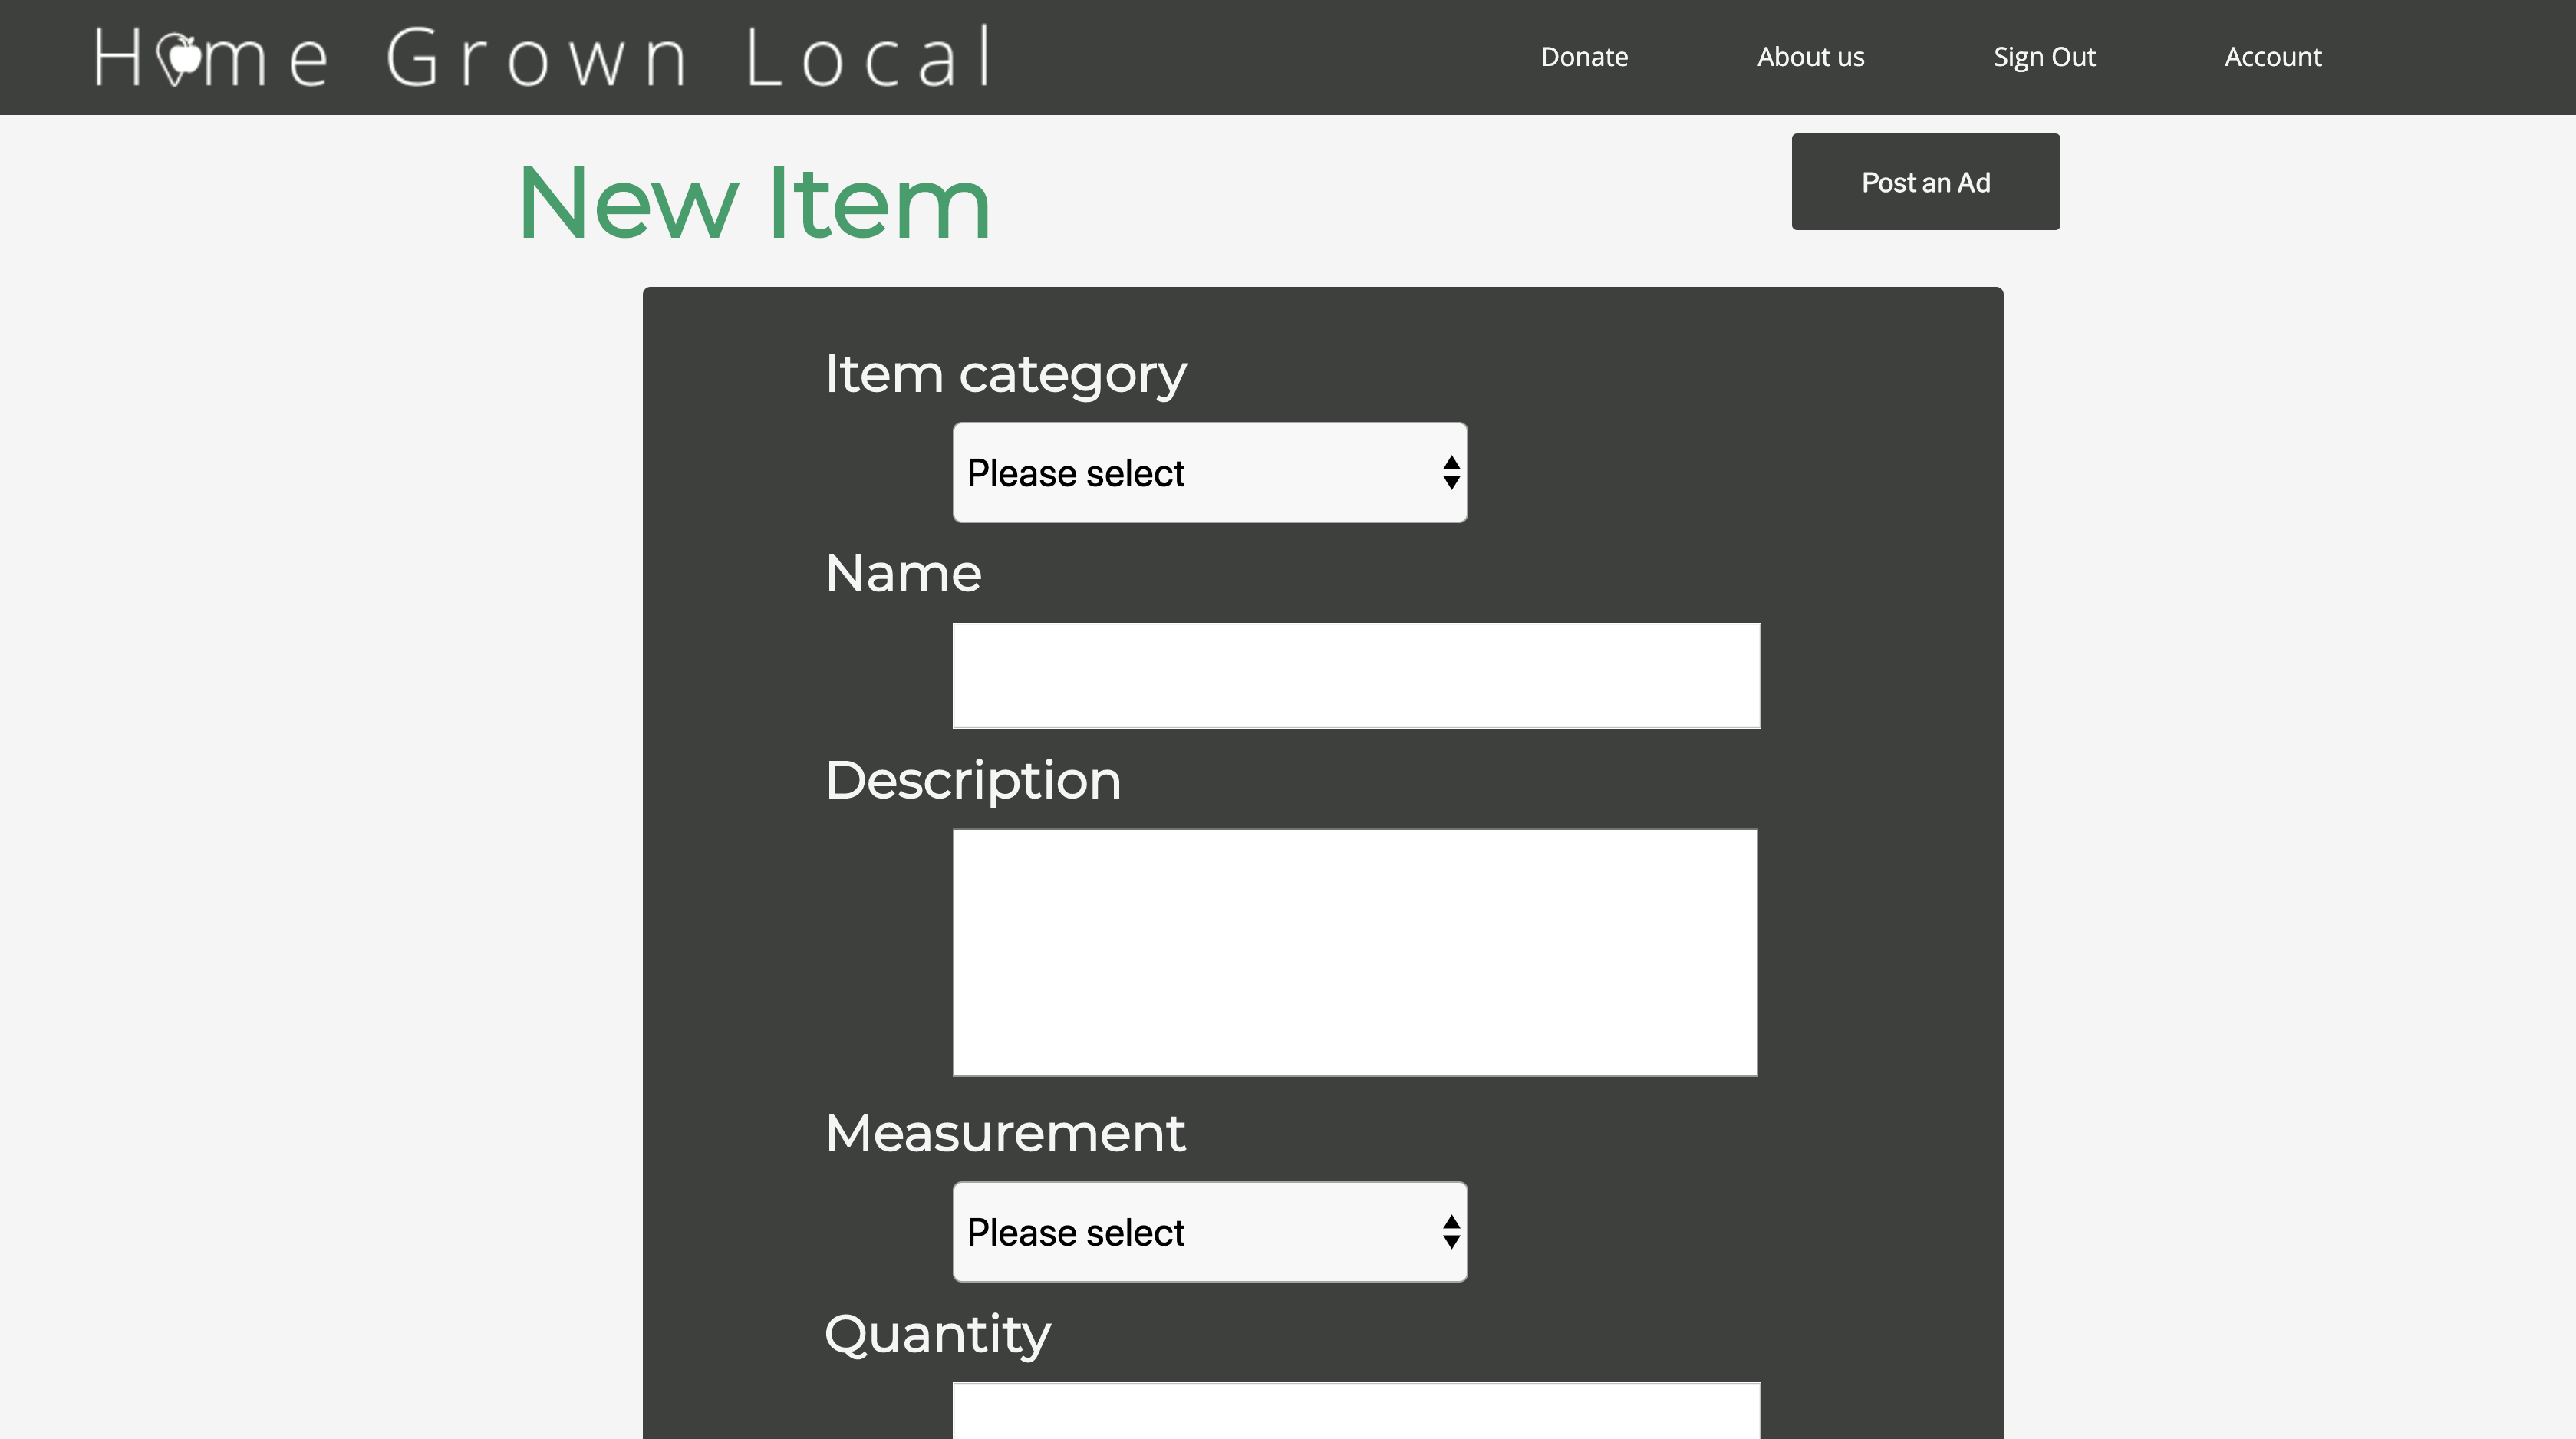 Home Grown Local
Donate
About us
Sign Out
Account
New Item
Post an Ad
Item category
Please select
Name
Description
Measurement
Please select
Quantity